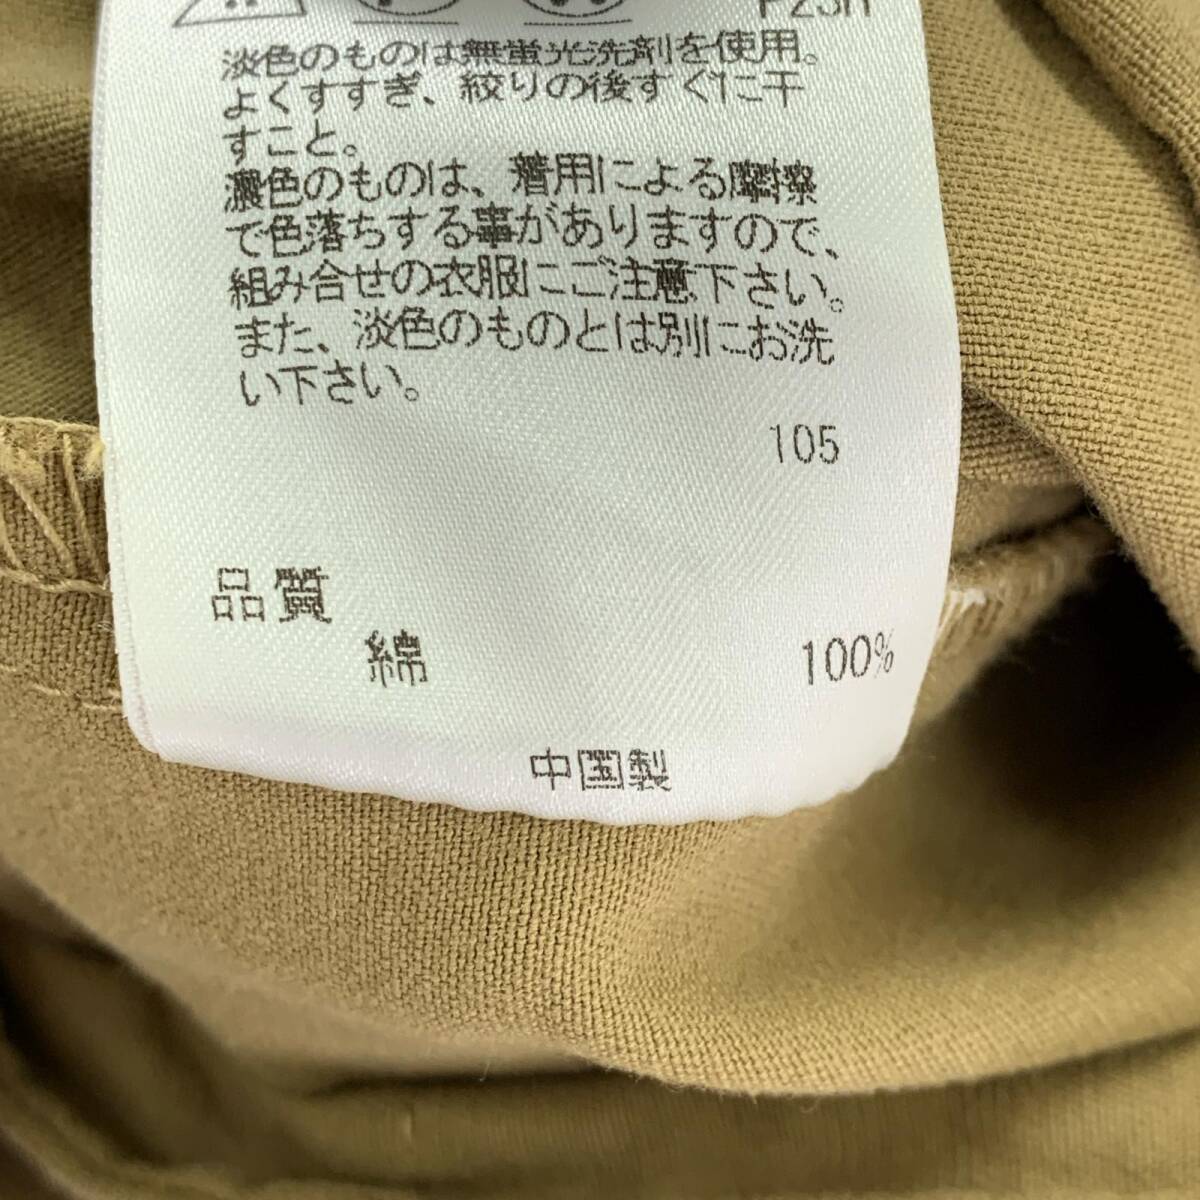 淡色のものは無蛍光洗剤を使用。
よくすすぎ、絞りの後すぐに干
すこと。
濃色のものは、着用による摩擦
で色落ちする事がありますので、
組み合せの衣服にご注意下さい。
また、淡色のものとは別にお洗
い下さい。
105
品質
綿 100%
中国製